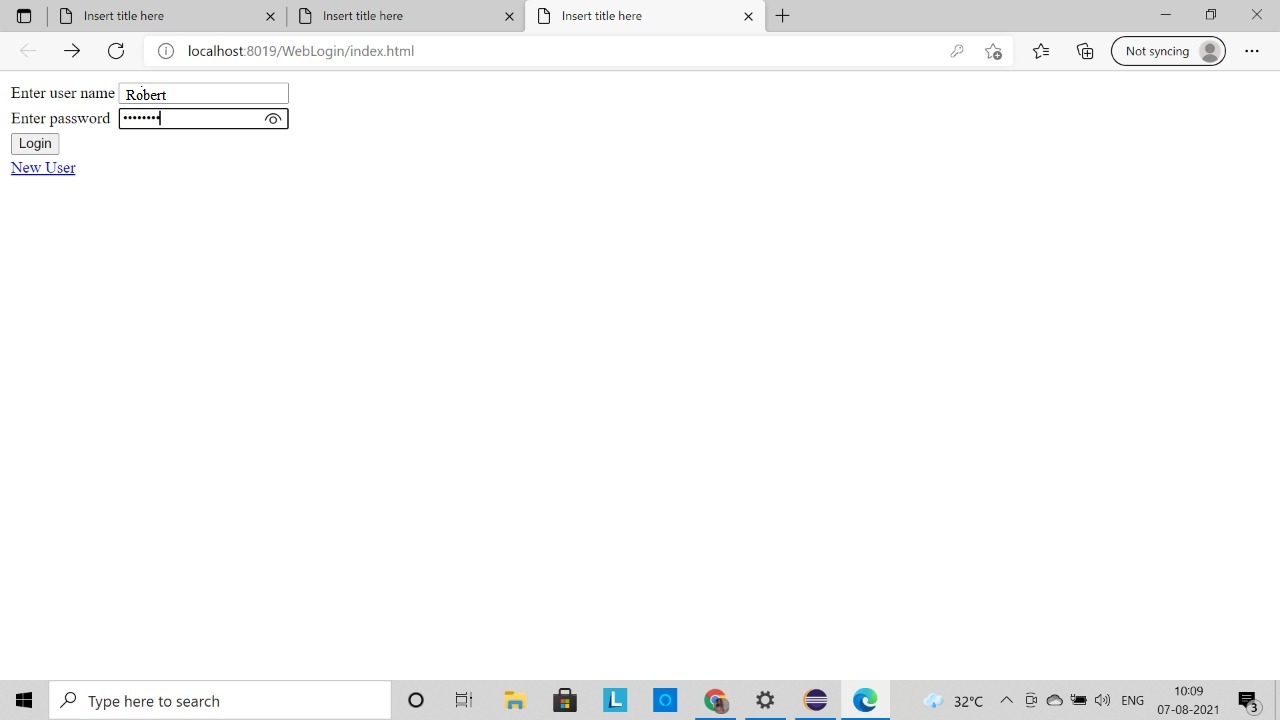 Insert title here
Insert title here
Insert title here
localhost:8019/WebLogin/index.html
Not syncing
Enter user name Robert
Enter password ••••••••
Login
New User
Type here to search
L
32°C
ENG
10:09
07-08-2021
3